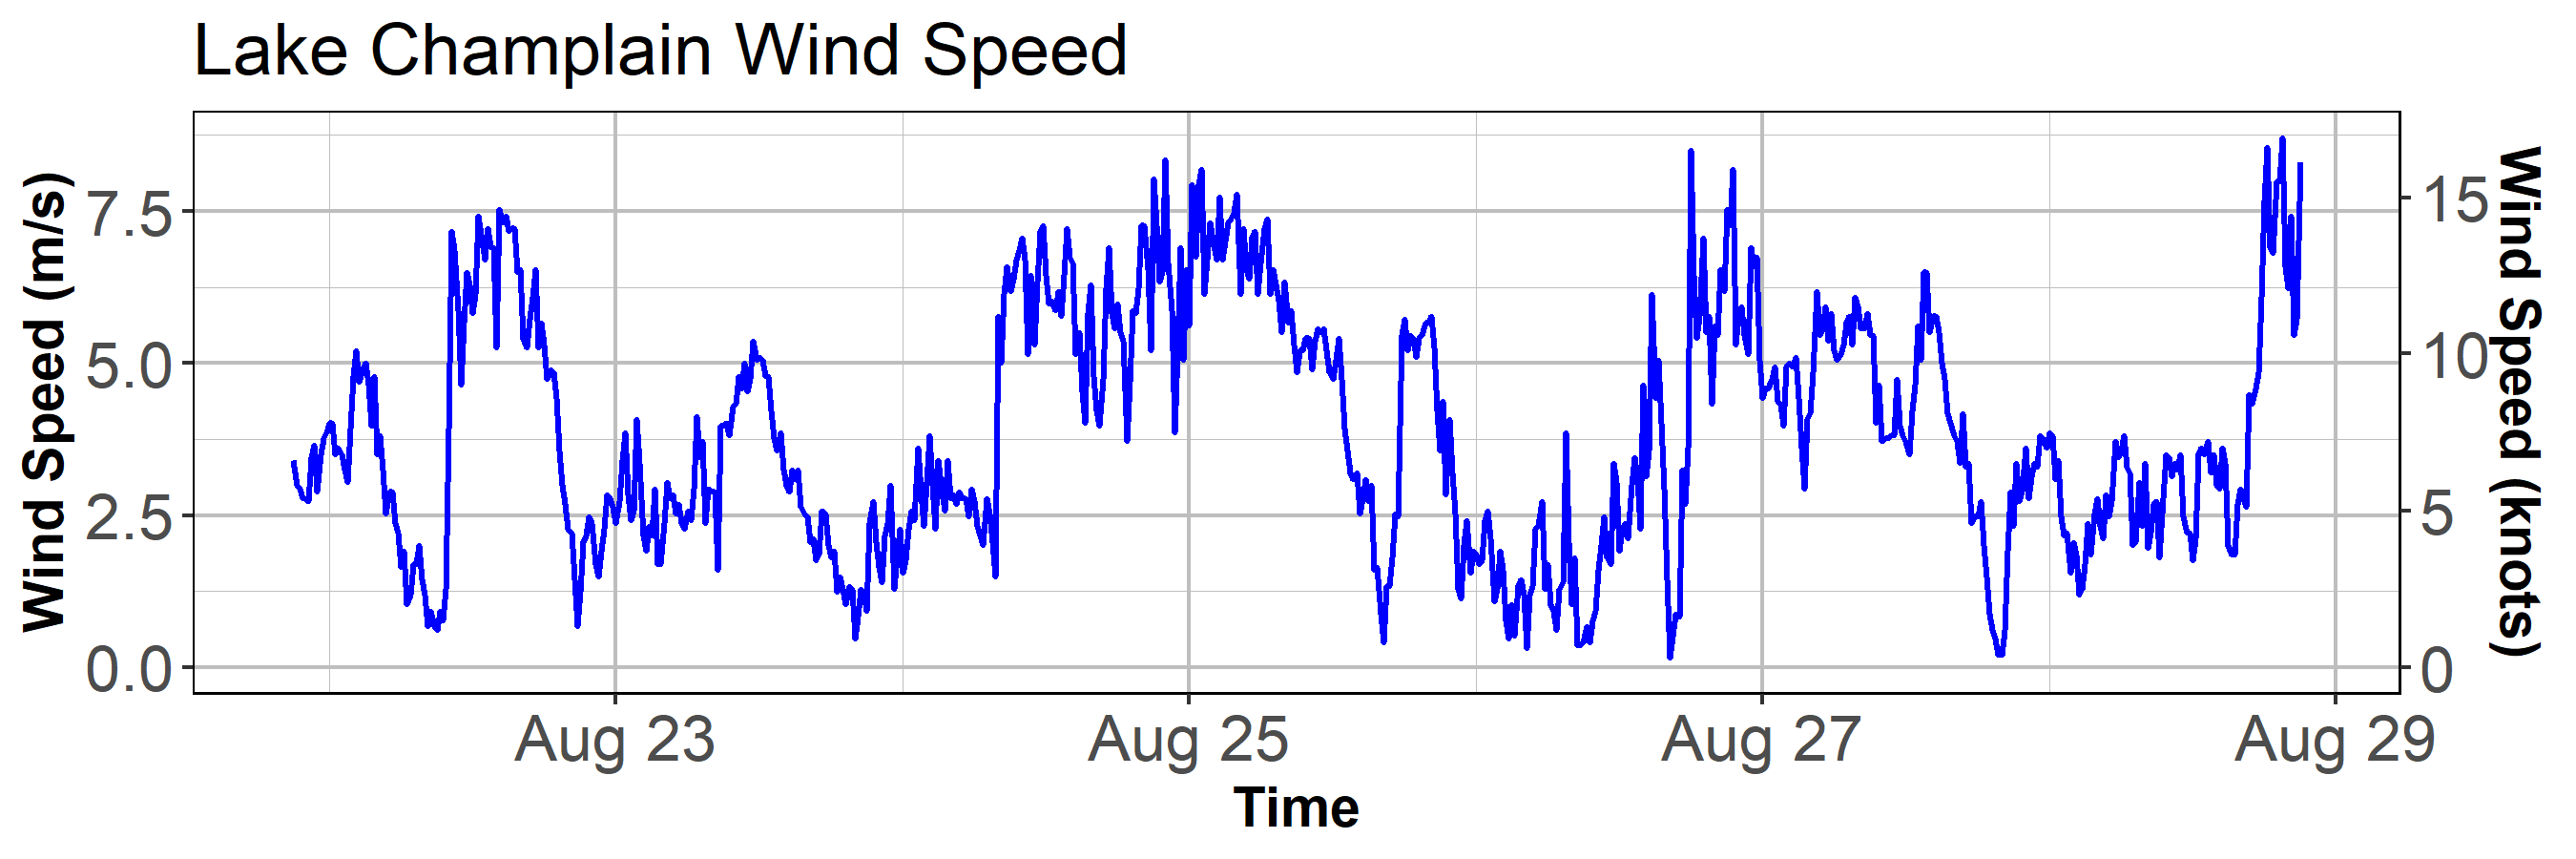 Lake Champlain Wind Speed
Wind Speed (m/s)
7.5
5.0
2.5
0.0
15
10
5
0
Wind Speed (knots)
Aug 23
Aug 25
Aug 27
Aug 29
Time